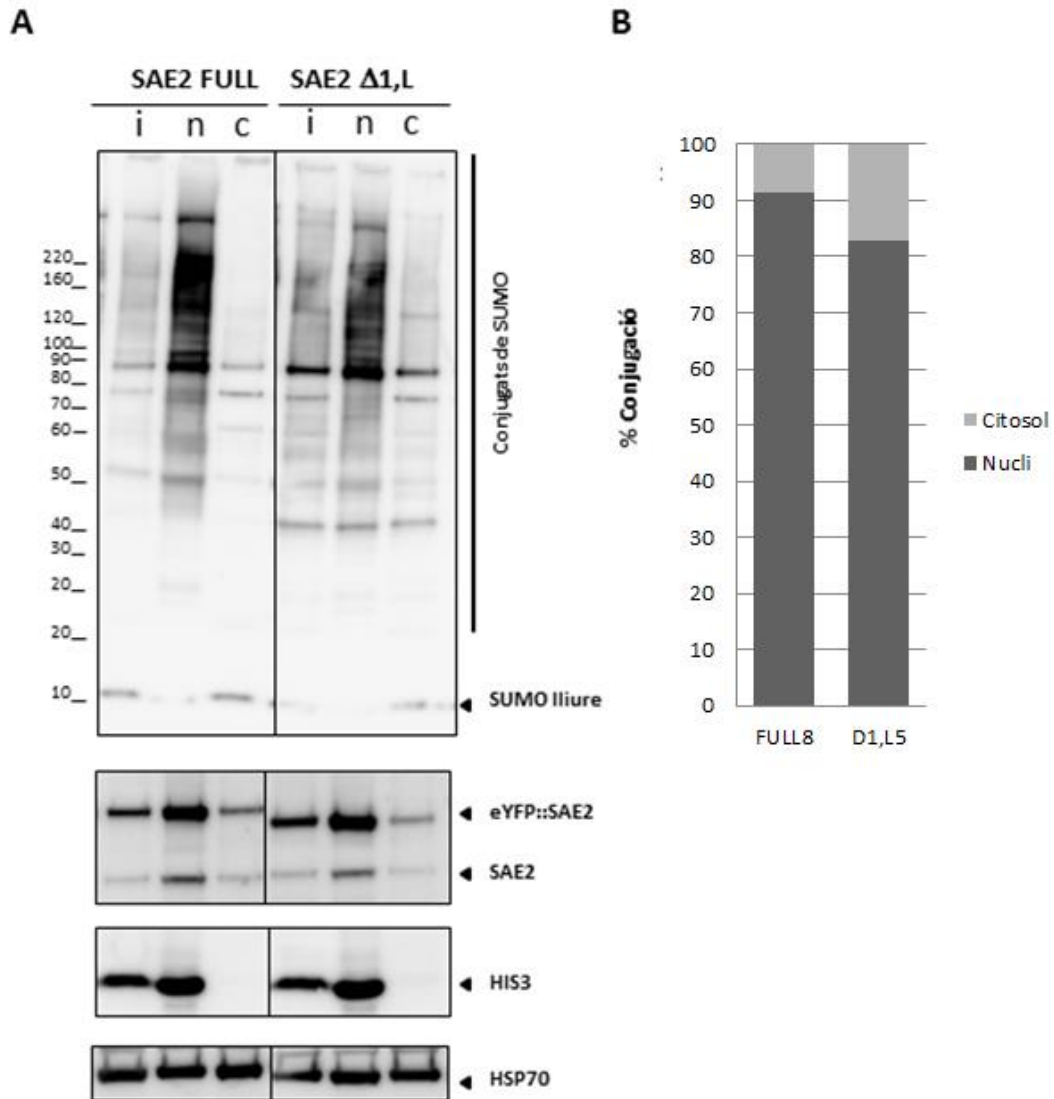 A
SAE2 FULL SAE2 Δ1,L
i n c i n c
220
160
120
100
90
80
70
60
50
40
30
20
20
10
Conjugats de SUMO
SUMO lliure
eYFP::SAE2
SAE2
HIS3
HSP70
B
100
90
80
70
60
50
40
30
20
10
0
% Conjugació
FULL8 D1,L5
Citosol
Nucli